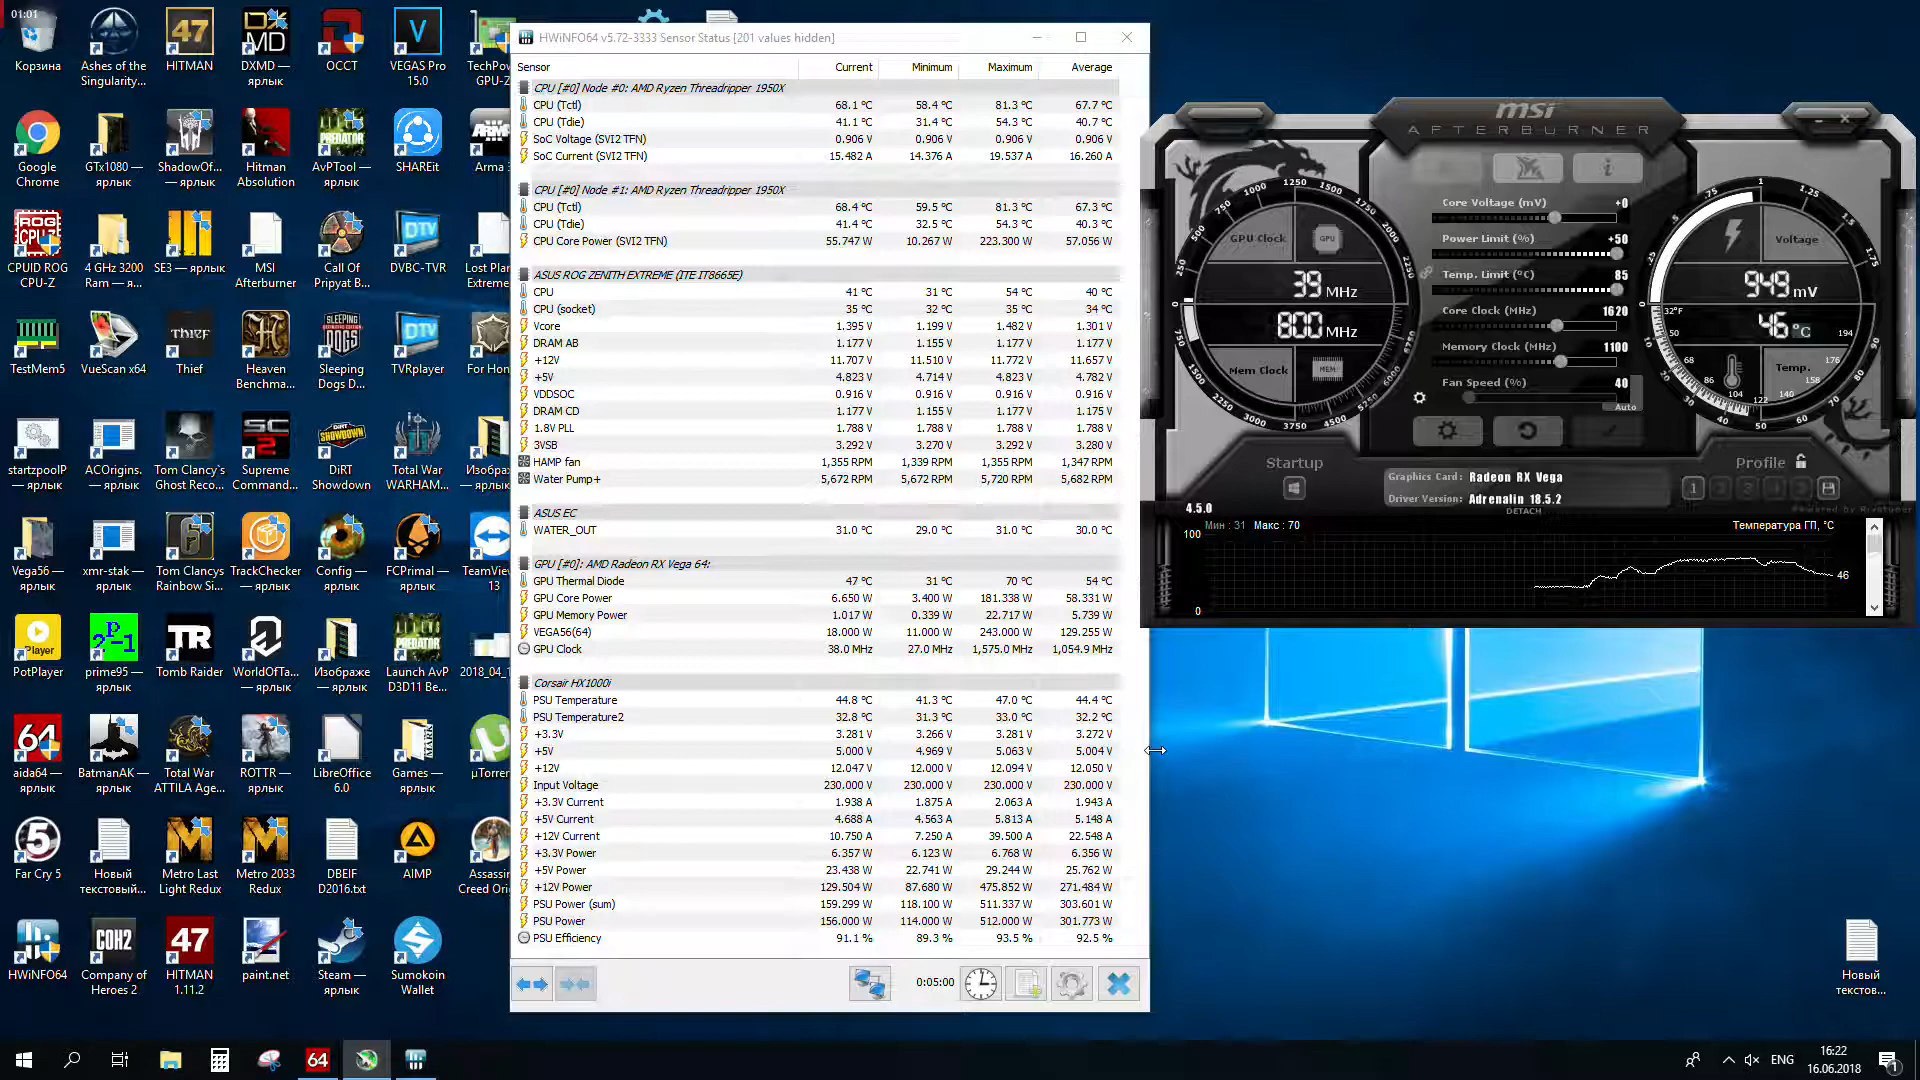 01:01
Корзина
Ashes of the Singularity...
HITMAN
DXMD — ярлык
OCCT
VEGAS Pro 15.0
TechPow GPU-Z
Google Chrome
GTx1080 — ярлык
ShadowOf... — ярлык
Hitman Absolution
AvPTool — ярлык
SHAREit
Arma 3
CPUID ROG CPU-Z
4 GHz 3200 Ram — я...
SE3 — ярлык
MSI Afterburner
Call Of Pripyat B...
DVBC-TVR
Lost Plan Extreme
TestMem5
VueScan x64
Thief
Heaven Benchma...
Sleeping Dogs D...
TVRplayer
For Hon
startzpoolP — ярлык
ACOrigins. — ярлык
Tom Clancy`s Ghost Reco...
Supreme Command...
DiRT Showdown
Total War WARHAM...
Изображ — ярлык
Vega56 — ярлык
xmr-stak — ярлык
Tom Clancys Rainbow Si...
TrackChecker — ярлык
Config — ярлык
FCPrimal — ярлык
TeamView 13
PotPlayer
prime95 — ярлык
Tomb Raider
WorldOfTa... — ярлык
Изображе — ярлык
Launch AvP D3D11 Be...
2018_04_1
aida64 — ярлык
BatmanAK — ярлык
Total War ATTILA Age...
ROTTR — ярлык
LibreOffice 6.0
Games — ярлык
µTorren
Far Cry 5
Новый текстовый...
Metro Last Light Redux
Metro 2033 Redux
DBEIF D2016.txt
AIMP
Assassin Creed Ori
HWiNFO64
Company of Heroes 2
HITMAN 1.11.2
paint.net
Steam — ярлык
Sumokoin Wallet
HWiNFO64 v5.72-3333 Sensor Status [201 values hidden]
Sensor Current Minimum Maximum Average
CPU [#0] Node #0: AMD Ryzen Threadripper 1950X
CPU (Tctl) 68.1 °C 58.4 °C 81.3 °C 67.7 °C
CPU (Tdie) 41.1 °C 31.4 °C 54.3 °C 40.7 °C
SoC Voltage (SVI2 TFN) 0.906 V 0.906 V 0.906 V 0.906 V
SoC Current (SVI2 TFN) 15.482 A 14.376 A 19.537 A 16.260 A
CPU [#0] Node #1: AMD Ryzen Threadripper 1950X
CPU (Tctl) 68.4 °C 59.5 °C 81.3 °C 67.3 °C
CPU (Tdie) 41.4 °C 32.5 °C 54.3 °C 40.3 °C
CPU Core Power (SVI2 TFN) 55.747 W 10.267 W 223.300 W 57.056 W
ASUS ROG ZENITH EXTREME (ITE IT8665E)
CPU 41 °C 31 °C 54 °C 40 °C
CPU (socket) 35 °C 32 °C 35 °C 34 °C
Vcore 1.395 V 1.199 V 1.482 V 1.301 V
DRAM AB 1.177 V 1.155 V 1.177 V 1.177 V
+12V 11.707 V 11.510 V 11.772 V 11.657 V
+5V 4.823 V 4.714 V 4.823 V 4.782 V
VDDSOC 0.916 V 0.916 V 0.916 V 0.916 V
DRAM CD 1.177 V 1.155 V 1.177 V 1.175 V
1.8V PLL 1.788 V 1.788 V 1.788 V 1.788 V
3VSB 3.292 V 3.270 V 3.292 V 3.280 V
HAMP fan 1,355 RPM 1,339 RPM 1,355 RPM 1,347 RPM
Water Pump+ 5,672 RPM 5,672 RPM 5,720 RPM 5,682 RPM
ASUS EC
WATER_OUT 31.0 °C 29.0 °C 31.0 °C 30.0 °C
GPU [#0]: AMD Radeon RX Vega 64:
GPU Thermal Diode 47 °C 31 °C 70 °C 54 °C
GPU Core Power 6.650 W 3.400 W 181.338 W 58.331 W
GPU Memory Power 1.017 W 0.339 W 22.717 W 5.739 W
VEGA56(64) 18.000 W 11.000 W 243.000 W 129.255 W
GPU Clock 38.0 MHz 27.0 MHz 1,575.0 MHz 1,054.9 MHz
Corsair HX1000i
PSU Temperature 44.8 °C 41.3 °C 47.0 °C 44.4 °C
PSU Temperature2 32.8 °C 31.3 °C 33.0 °C 32.2 °C
+3.3V 3.281 V 3.266 V 3.281 V 3.272 V
+5V 5.000 V 4.969 V 5.063 V 5.004 V
+12V 12.047 V 12.000 V 12.094 V 12.050 V
Input Voltage 230.000 V 230.000 V 230.000 V 230.000 V
+3.3V Current 1.938 A 1.875 A 2.063 A 1.943 A
+5V Current 4.688 A 4.563 A 5.813 A 5.148 A
+12V Current 10.750 A 7.250 A 39.500 A 22.548 A
+3.3V Power 6.357 W 6.123 W 6.768 W 6.356 W
+5V Power 23.438 W 22.741 W 29.244 W 25.762 W
+12V Power 129.504 W 87.680 W 475.852 W 271.484 W
PSU Power (sum) 159.299 W 118.100 W 511.337 W 303.601 W
PSU Power 156.000 W 114.000 W 512.000 W 301.773 W
PSU Efficiency 91.1 % 89.3 % 93.5 % 92.5 %
0:05:00
msi
AFTERBURNER
GPU Clock
GPU
39 MHz
800 MHz
Mem Clock
MEM
Core Voltage (mV) +0
Power Limit (%) +50
Temp. Limit (°C) 85
Core Clock (MHz) 1620
Memory Clock (MHz) 1100
Fan Speed (%) 40
Auto
Voltage
949 mV
46 °C
Temp.
Startup
Profile
Graphics Card: Radeon RX Vega
Driver Version: Adrenalin 18.5.2
DETACH
4.5.0
1 2 3 4 5
Powered by Rivatuner
Мин : 31 Макс : 70
Температура ГП, °C
100
46
0
Новый текстов...
ENG
16:22
16.06.2018
1